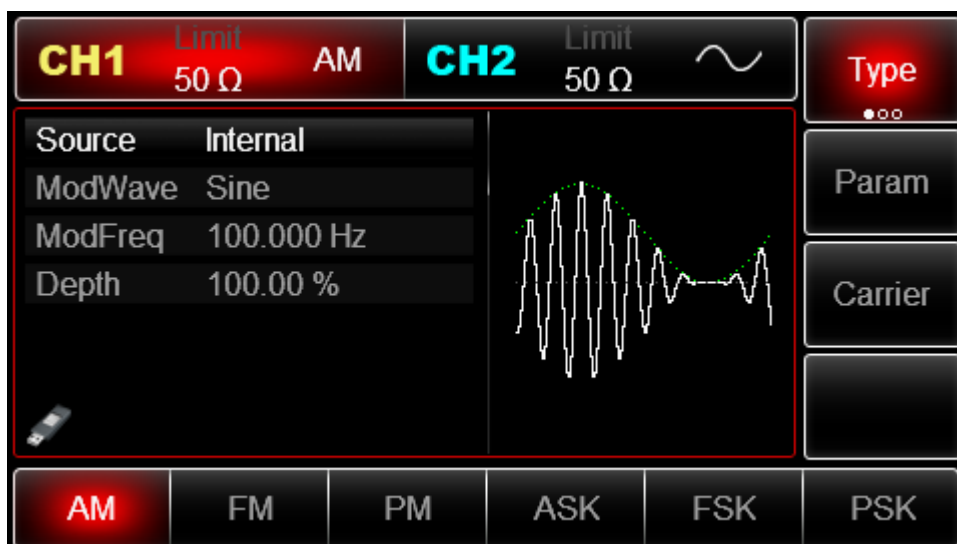 CH1 Limit 50 Ω AM CH2 Limit 50 Ω Type
Source Internal
ModWave Sine
ModFreq 100.000 Hz
Depth 100.00 %
Param
Carrier
AM FM PM ASK FSK PSK